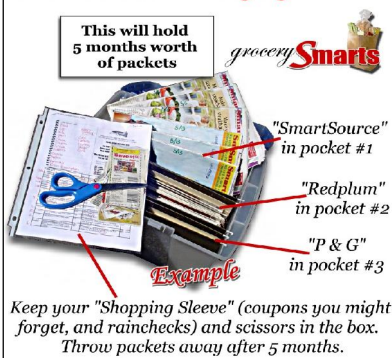 This will hold
5 months worth
of packets
grocery Smarts
"SmartSource"
in pocket #1
"Redplum"
in pocket #2
"P & G"
in pocket #3
Example
Keep your "Shopping Sleeve" (coupons you might
forget, and rainchecks) and scissors in the box.
Throw packets away after 5 months.